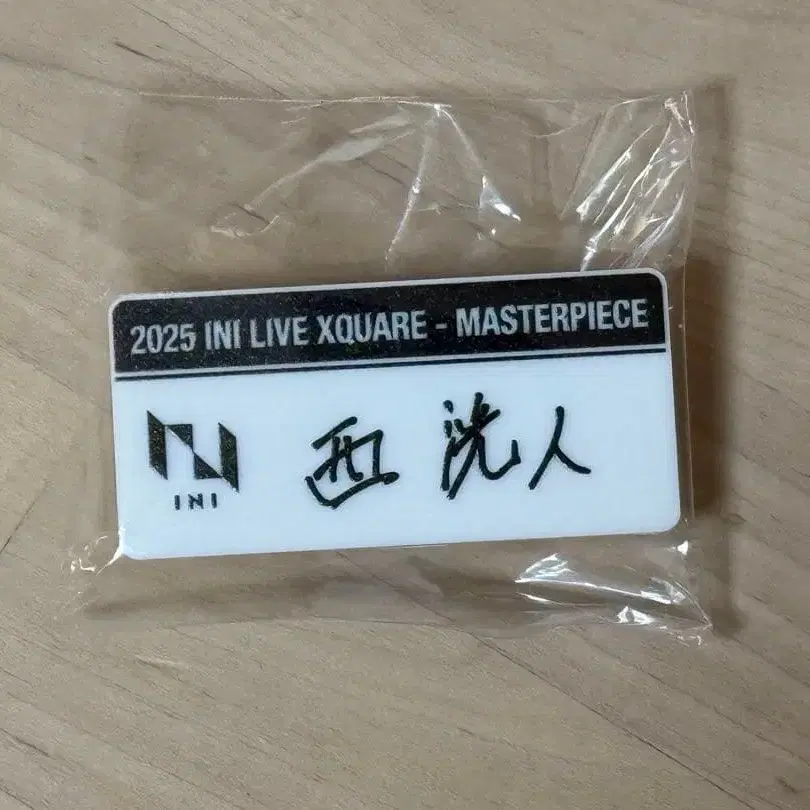 2025 INI LIVE XQUARE - MASTERPIECE
西 洸人
INI